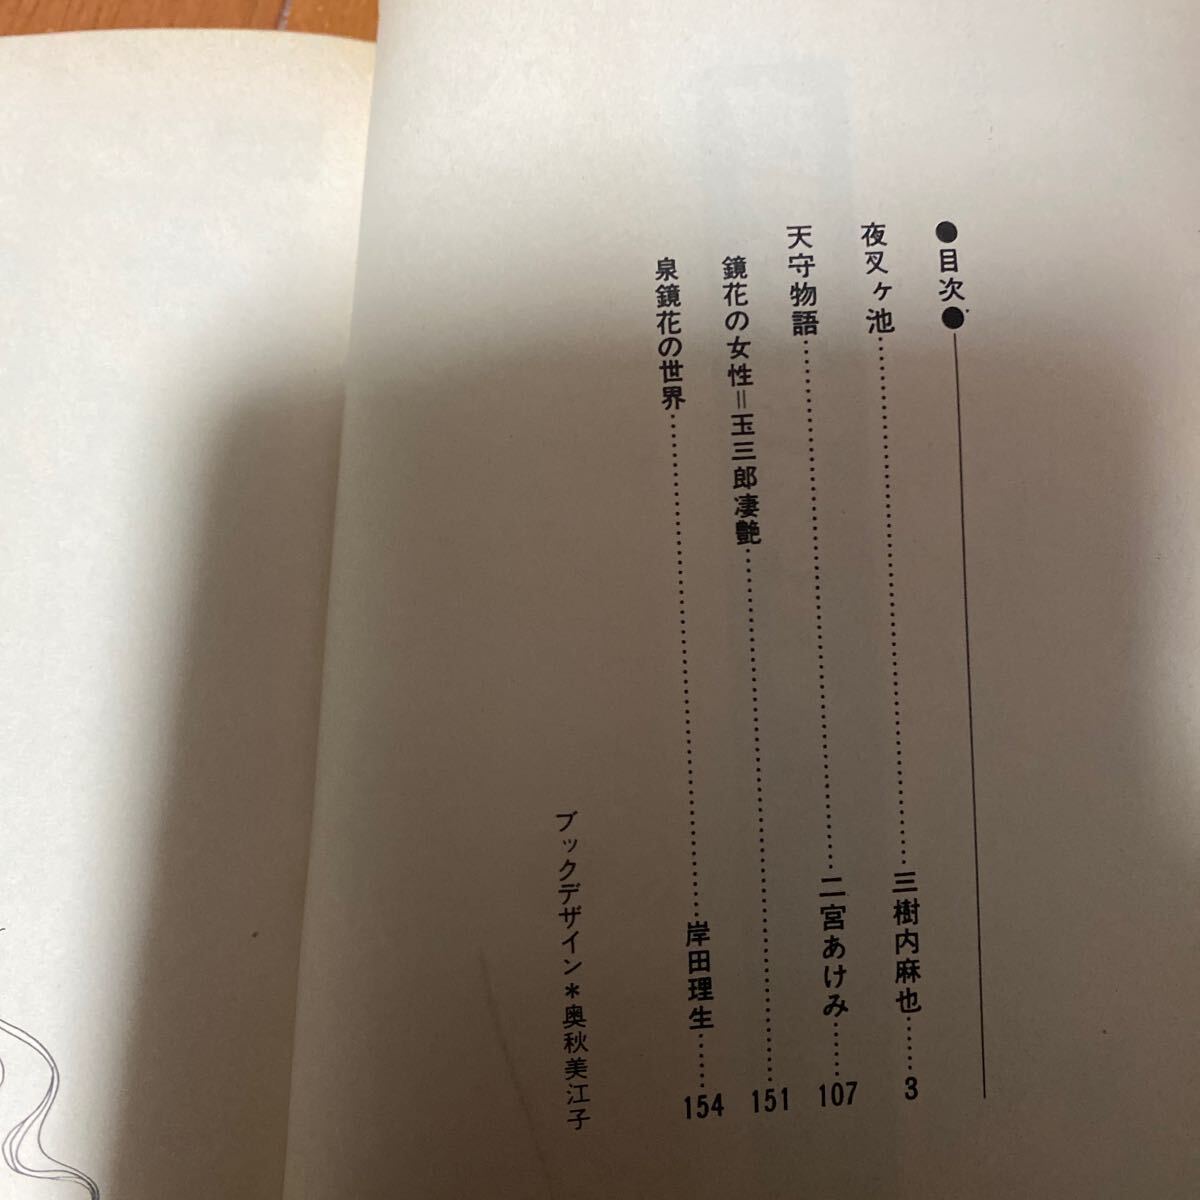 ●目次●
夜叉ヶ池……三樹内麻也……3
天守物語……二宮あけみ……107
鏡花の女性＝玉三郎凄艶……151
泉鏡花の世界……岸田理生……154
ブックデザイン＊奥秋美江子